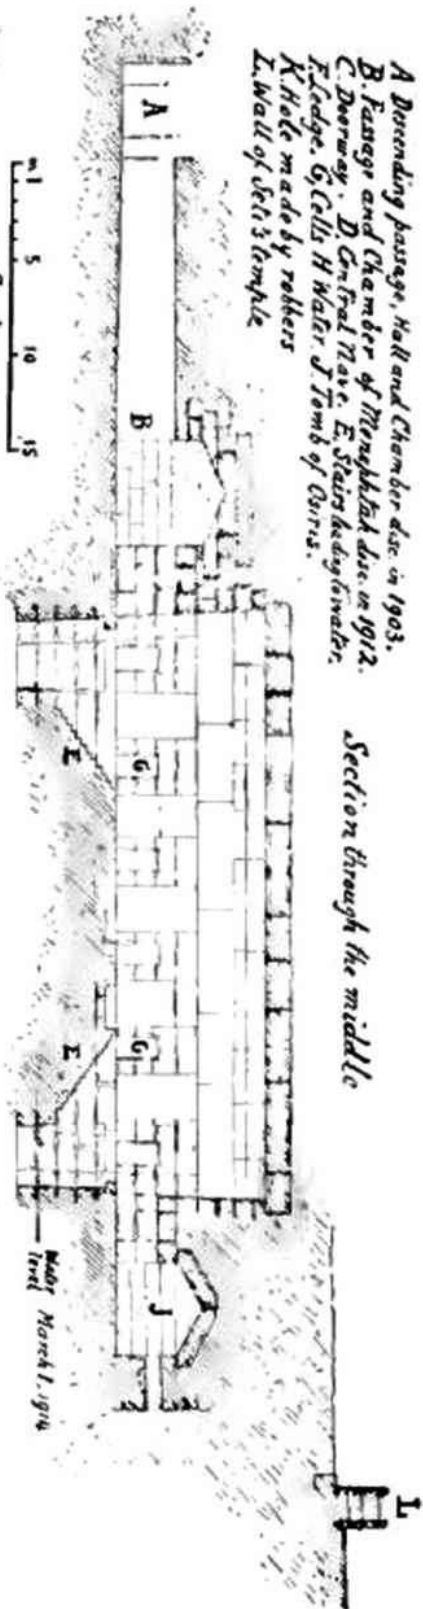 A Descending passage, Hall and Chamber disc. in 1903.
B. Passage and Chamber of Menephtah disc. in 1912.
C. Doorway. D Central Nave. E. Stairs leading to water.
F. Ledge. G. Cells H Water. J. Tomb of Osiris.
K. Hole made by robbers
L. Wall of Seti's temple
Section through the middle
A
B
G
G
E
E
J
L
Water
level March 1. 1914
m1
5
10
15